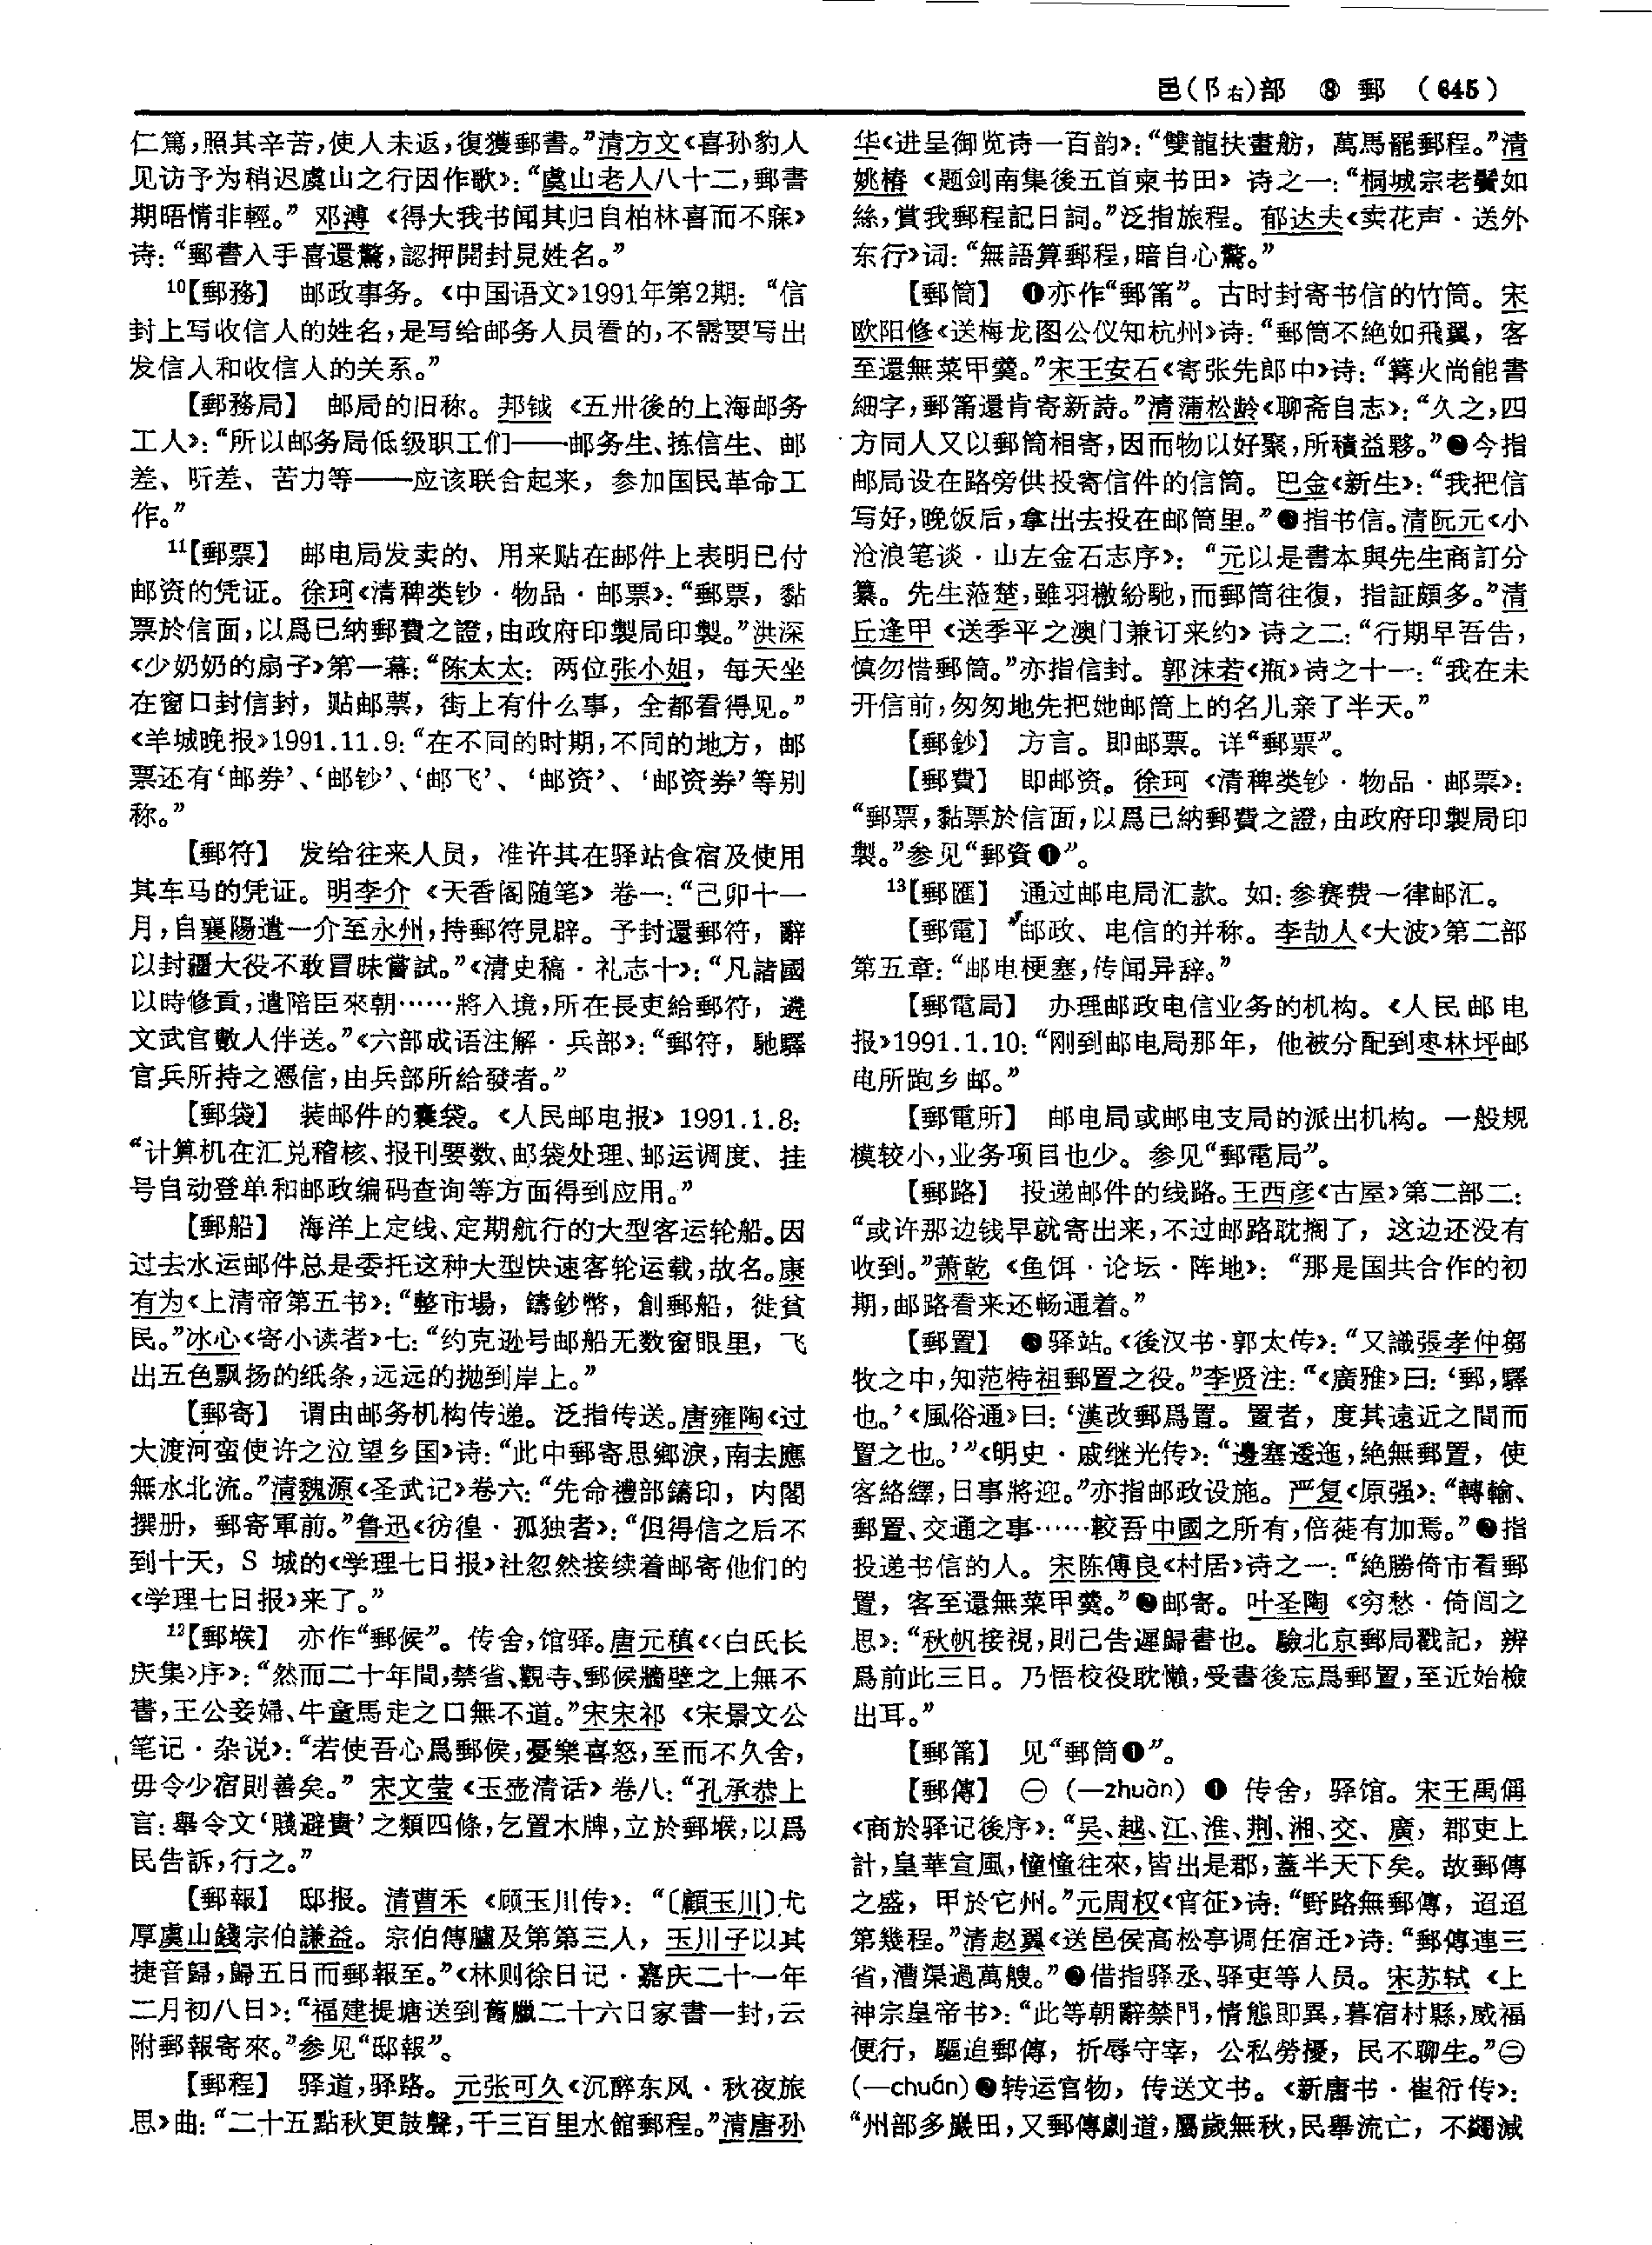 邑(阝右)部　⑧　郵　(645)
仁篤，照其辛苦，使人未返，復獲郵書。”清方文《喜孙豹人
见访予为稍迟虞山之行因作歌》：“虞山老人八十二，郵書
期晤情非輕。”邓溥《得大我书闻其归自柏林喜而不寐》
诗：“郵書入手喜還驚，認押開封見姓名。”
10【郵務】　邮政事务。《中国语文》1991年第2期：“信
封上写收信人的姓名，是写给邮务人员看的，不需要写出
发信人和收信人的关系。”
【郵務局】　邮局的旧称。邦钺《五卅後的上海邮务
工人》：“所以邮务局低级职工们——邮务生、拣信生、邮
差、听差、苦力等——应该联合起来，参加国民革命工
作。”
11【郵票】　邮电局发卖的、用来贴在邮件上表明已付
邮资的凭证。徐珂《清稗类钞·物品·邮票》：“郵票，黏
票於信面，以爲已納郵費之證，由政府印製局印製。”洪深
《少奶奶的扇子》第一幕：“陈太太：两位张小姐，每天坐
在窗口封信封，贴邮票，街上有什么事，全都看得见。”
《羊城晚报》1991.11.9：“在不同的时期，不同的地方，邮
票还有‘邮券’、‘邮钞’、‘邮飞’、‘邮资’、‘邮资券’等别
称。”
【郵符】　发给往来人员，准许其在驿站食宿及使用
其车马的凭证。明李介《天香阁随笔》卷一：“己卯十一
月，自襄陽遣一介至永州，持郵符見辟。予封還郵符，辭
以封疆大役不敢冒昧嘗試。”《清史稿·礼志十》：“凡諸國
以時修貢，遣陪臣來朝……將入境，所在長吏給郵符，遴
文武官數人伴送。”《六部成语注解·兵部》：“郵符，馳驛
官兵所持之憑信，由兵部所給發者。”
【郵袋】　装邮件的囊袋。《人民邮电报》1991.1.8：
“计算机在汇兑稽核、报刊要数、邮袋处理、邮运调度、挂
号自动登单和邮政编码查询等方面得到应用。”
【郵船】　海洋上定线、定期航行的大型客运轮船。因
过去水运邮件总是委托这种大型快速客轮运载，故名。康
有为《上清帝第五书》：“整市場，鑄鈔幣，創郵船，徙貧
民。”冰心《寄小读者》七：“约克逊号邮船无数窗眼里，飞
出五色飘扬的纸条，远远的抛到岸上。”
【郵寄】　谓由邮务机构传递。泛指传送。唐雍陶《过
大渡河蛮使许之泣望乡国》诗：“此中郵寄思鄉淚，南去應
無水北流。”清魏源《圣武记》卷六：“先命禮部鑄印，内閣
撰册，郵寄軍前。”鲁迅《彷徨·孤独者》：“但得信之后不
到十天，S 城的《学理七日报》社忽然接续着邮寄他们的
《学理七日报》来了。”
12【郵堠】　亦作“郵候”。传舍，馆驿。唐元稹《〈白氏长
庆集〉序》：“然而二十年間，禁省、觀寺、郵候牆壁之上無不
書，王公妾婦、牛童馬走之口無不道。”宋宋祁《宋景文公
笔记·杂说》：“若使吾心爲郵候，憂樂喜怒，至而不久舍，
毋令少宿則善矣。”宋文莹《玉壶清话》卷八：“孔承恭上
言：舉令文‘賤避貴’之類四條，乞置木牌，立於郵堠，以爲
民告訴，行之。”
【郵報】　邸报。清曹禾《顾玉川传》：“〔顧玉川〕尤
厚虞山錢宗伯謙益。宗伯傳臚及第第三人，玉川子以其
捷音歸，歸五日而郵報至。”《林则徐日记·嘉庆二十一年
二月初八日》：“福建提塘送到舊臘二十六日家書一封，云
附郵報寄來。”参见“邸報”。
【郵程】　驿道，驿路。元张可久《沉醉东风·秋夜旅
思》曲：“二十五點秋更鼓聲，千三百里水館郵程。”清唐孙
华《进呈御览诗一百韵》：“雙龍扶畫舫，萬馬罷郵程。”清
姚椿《题剑南集後五首柬书田》诗之一：“桐城宗老鬢如
絲，賞我郵程記日詞。”泛指旅程。郁达夫《卖花声·送外
东行》词：“無語算郵程，暗自心驚。”
【郵筒】　❶亦作“郵筩”。古时封寄书信的竹筒。宋
欧阳修《送梅龙图公仪知杭州》诗：“郵筒不絶如飛翼，客
至還無菜甲羹。”宋王安石《寄张先郎中》诗：“篝火尚能書
細字，郵筩還肯寄新詩。”清蒲松龄《聊斋自志》：“久之，四
方同人又以郵筒相寄，因而物以好聚，所積益夥。”❷今指
邮局设在路旁供投寄信件的信筒。巴金《新生》：“我把信
写好，晚饭后，拿出去投在邮筒里。”❸指书信。清阮元《小
沧浪笔谈·山左金石志序》：“元以是書本與先生商訂分
纂。先生蒞楚，雖羽檄紛馳，而郵筒往復，指証頗多。”清
丘逢甲《送季平之澳门兼订来约》诗之二：“行期早吾告，
慎勿惜郵筒。”亦指信封。郭沫若《瓶》诗之十一：“我在未
开信前，匆匆地先把她邮筒上的名儿亲了半天。”
【郵鈔】　方言。即邮票。详“郵票”。
【郵費】　即邮资。徐珂《清稗类钞·物品·邮票》：
“郵票，黏票於信面，以爲已納郵費之證，由政府印製局印
製。”参见“郵資❶”。
13【郵匯】　通过邮电局汇款。如：参赛费一律邮汇。
【郵電】　邮政、电信的并称。李劼人《大波》第二部
第五章：“邮电梗塞，传闻异辞。”
【郵電局】　办理邮政电信业务的机构。《人民邮电
报》1991.1.10：“刚到邮电局那年，他被分配到枣林坪邮
电所跑乡邮。”
【郵電所】　邮电局或邮电支局的派出机构。一般规
模较小，业务项目也少。参见“郵電局”。
【郵路】　投递邮件的线路。王西彦《古屋》第二部二：
“或许那边钱早就寄出来，不过邮路耽搁了，这边还没有
收到。”萧乾《鱼饵·论坛·阵地》：“那是国共合作的初
期，邮路看来还畅通着。”
【郵置】　❶驿站。《後汉书·郭太传》：“又識張孝仲芻
牧之中，知范特祖郵置之役。”李贤注：“《廣雅》曰：‘郵，驛
也。’《風俗通》曰：‘漢改郵爲置。置者，度其遠近之間而
置之也。’”《明史·戚继光传》：“邊塞逶迤，絶無郵置，使
客絡繹，日事將迎。”亦指邮政设施。严复《原强》：“轉輸、
郵置、交通之事……較吾中國之所有，倍蓰有加焉。”❷指
投递书信的人。宋陈傅良《村居》诗之一：“絶勝倚市看郵
置，客至還無菜甲羹。”❸邮寄。叶圣陶《穷愁·倚闾之
思》：“秋帆接視，則己告遲歸書也。驗北京郵局戳記，辨
爲前此三日。乃悟校役耽懶，受書後忘爲郵置，至近始檢
出耳。”
【郵筩】　见“郵筒❶”。
【郵傳】　㊀（—zhuàn）❶ 传舍，驿馆。宋王禹偁
《商於驿记後序》：“吴、越、江、淮、荆、湘、交、廣，郡吏上
計，皇華宣風，憧憧往來，皆出是郡，蓋半天下矣。故郵傳
之盛，甲於它州。”元周权《宵征》诗：“野路無郵傳，迢迢
第幾程。”清赵翼《送邑侯高松亭调任宿迁》诗：“郵傳連三
省，漕渠過萬艘。”❷借指驿丞、驿吏等人员。宋苏轼《上
神宗皇帝书》：“此等朝辭禁門，情態即異，暮宿村縣，威福
便行，驅迫郵傳，折辱守宰，公私勞擾，民不聊生。”㊁
（—chuán）❶转运官物，传送文书。《新唐书·崔衍传》：
“州部多巖田，又郵傳劇道，屬歲無秋，民舉流亡，不蠲減